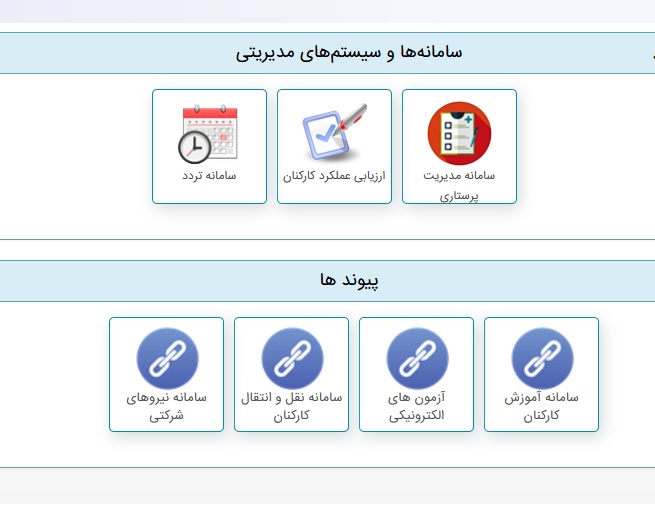 سامانه‌ها و سیستم‌های مدیریتی
سامانه مدیریت
پرستاری
ارزیابی عملکرد کارکنان
سامانه تردد
پیوند ها
سامانه آموزش
کارکنان
آزمون های
الکترونیکی
سامانه نقل و انتقال
کارکنان
سامانه نیروهای
شرکتی